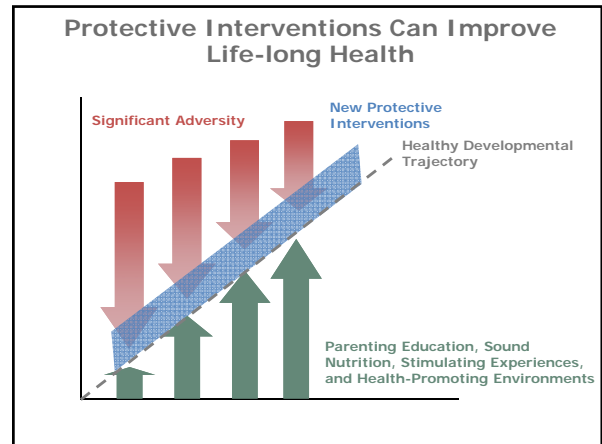 Protective Interventions Can Improve
Life-long Health
Significant Adversity
New Protective
Interventions
Healthy Developmental
Trajectory
Parenting Education, Sound
Nutrition, Stimulating Experiences,
and Health-Promoting Environments